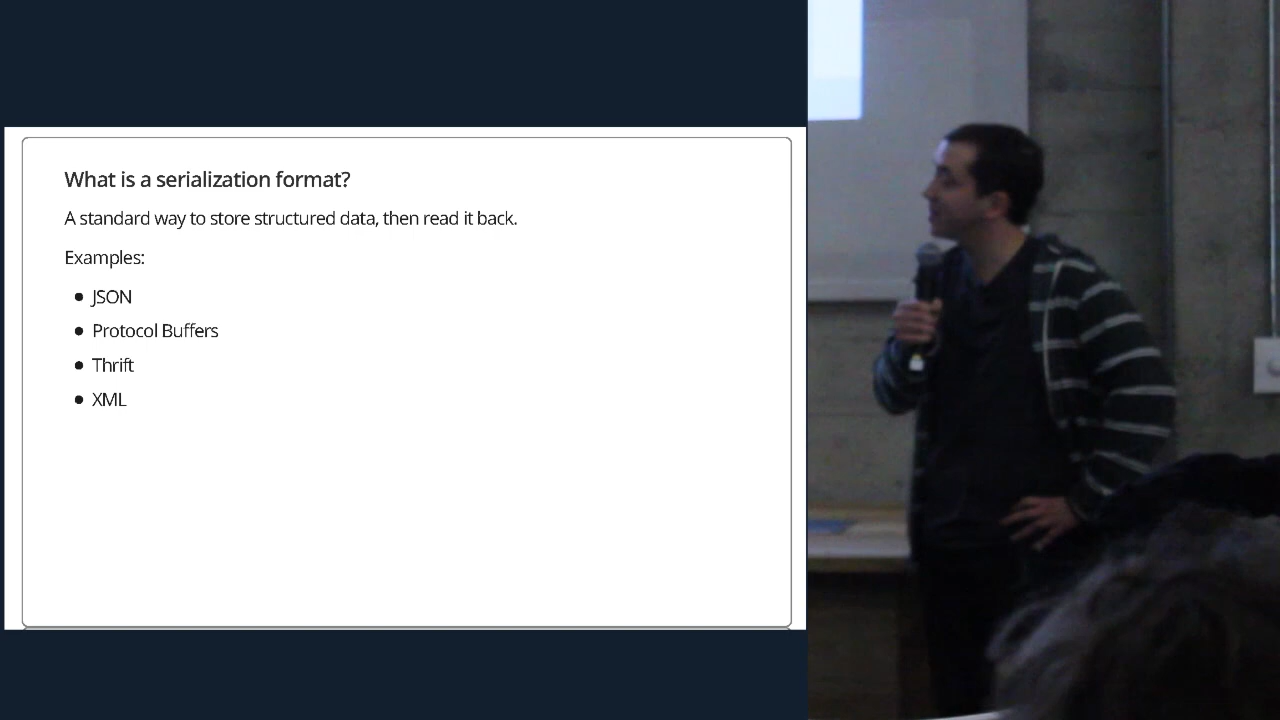 What is a serialization format?
A standard way to store structured data, then read it back.
Examples:
JSON
Protocol Buffers
Thrift
XML